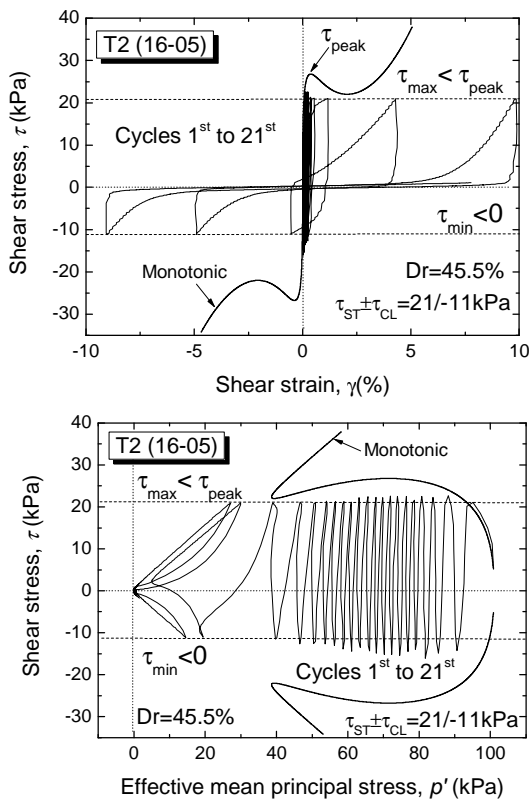 T2 (16-05)
τpeak
τmax < τpeak
Cycles 1st to 21st
τmin<0
Monotonic
Dr=45.5%
τST±τCL=21/-11kPa
Shear stress, τ (kPa)
40
30
20
10
0
-10
-20
-30
-10
-5
0
5
10
Shear strain, γ(%)
T2 (16-05)
Monotonic
τmax < τpeak
τmin<0
Cycles 1st to 21st
Dr=45.5%
τST±τCL=21/-11kPa
Shear stress, τ (kPa)
40
30
20
10
0
-10
-20
-30
0
20
40
60
80
100
Effective mean principal stress, p' (kPa)